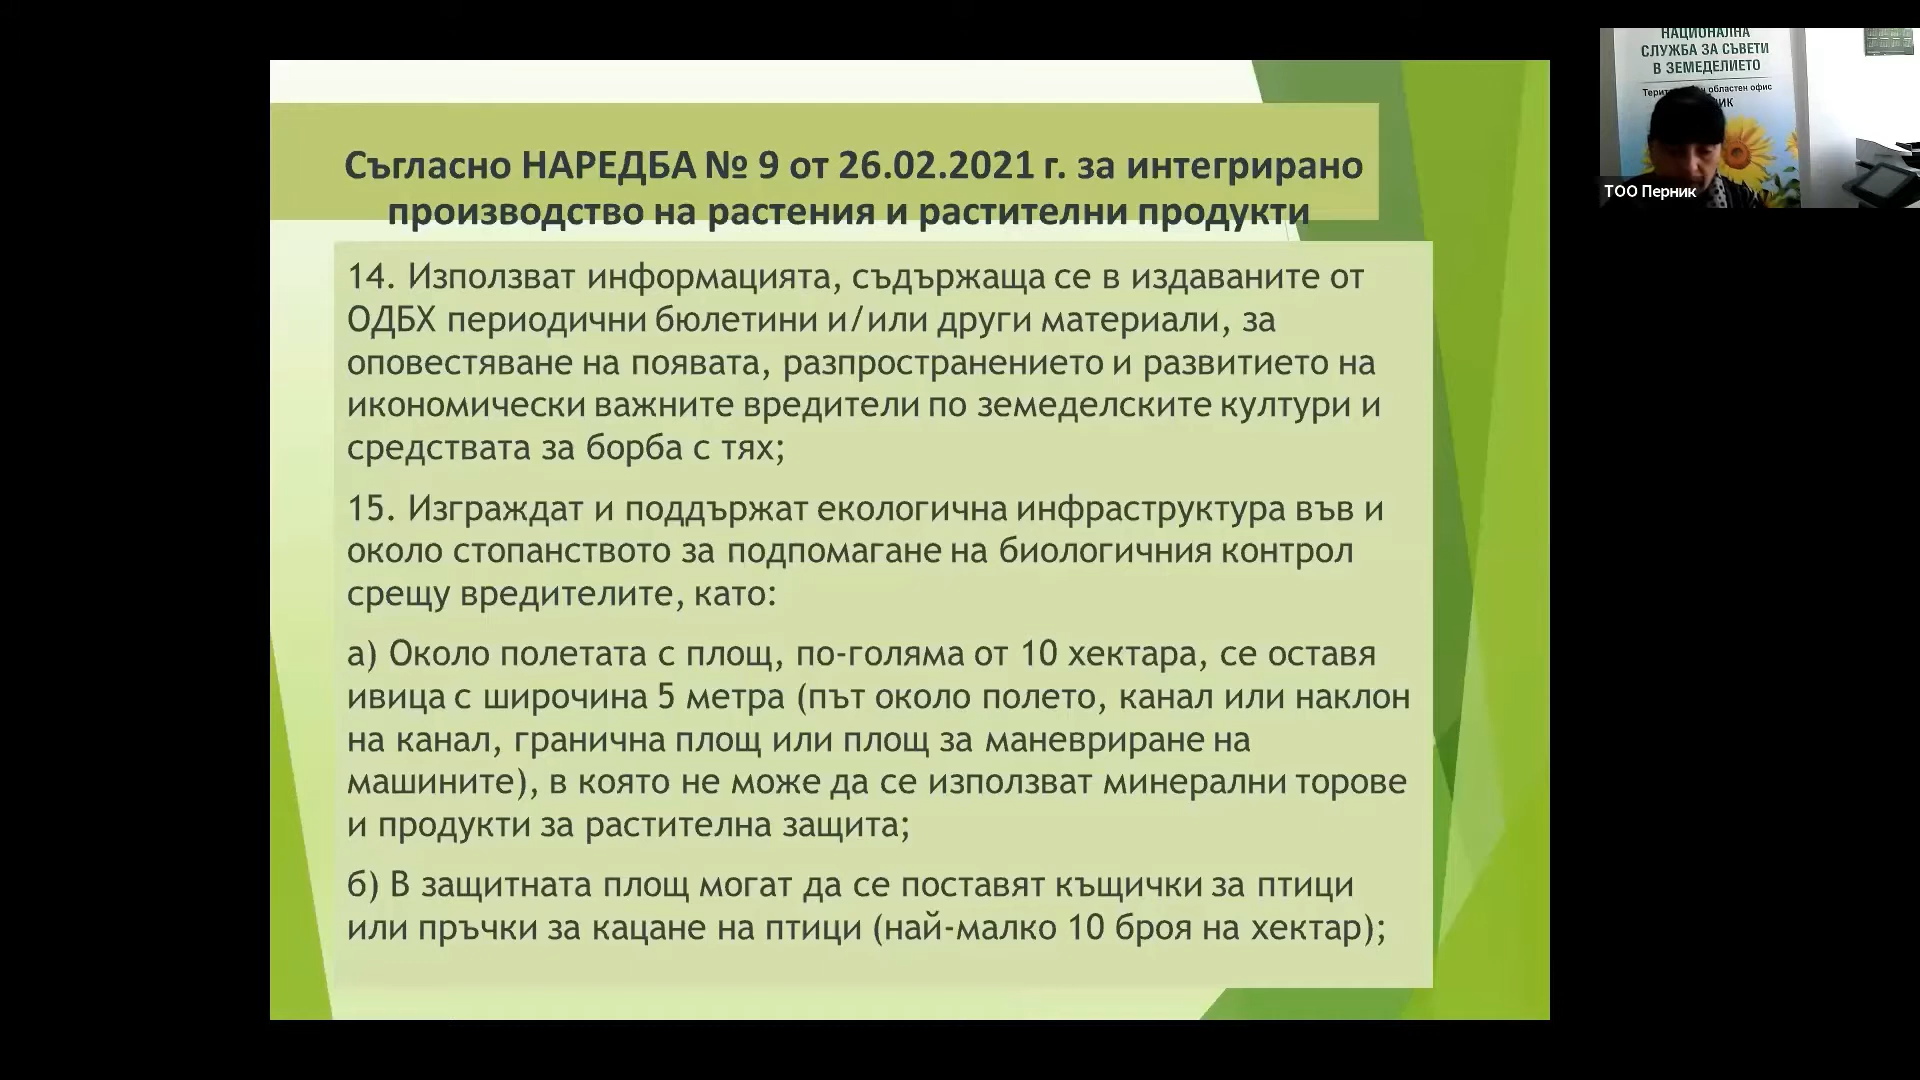 Съгласно НАРЕДБА № 9 от 26.02.2021 г. за интегрирано
производство на растения и растителни продукти
14. Използват информацията, съдържаща се в издаваните от
ОДБХ периодични бюлетини и/или други материали, за
оповестяване на появата, разпространението и развитието на
икономически важните вредители по земеделските култури и
средствата за борба с тях;
15. Изграждат и поддържат екологична инфраструктура във и
около стопанството за подпомагане на биологичния контрол
срещу вредителите, като:
а) Около полетата с площ, по-голяма от 10 хектара, се оставя
ивица с широчина 5 метра (път около полето, канал или наклон
на канал, гранична площ или площ за маневриране на
машините), в която не може да се използват минерални торове
и продукти за растителна защита;
б) В защитната площ могат да се поставят къщички за птици
или пръчки за кацане на птици (най-малко 10 броя на хектар);
НАЦИОНАЛНА
СЛУЖБА ЗА СЪВЕТИ
В ЗЕМЕДЕЛИЕТО
областен офис
ТОО Перник